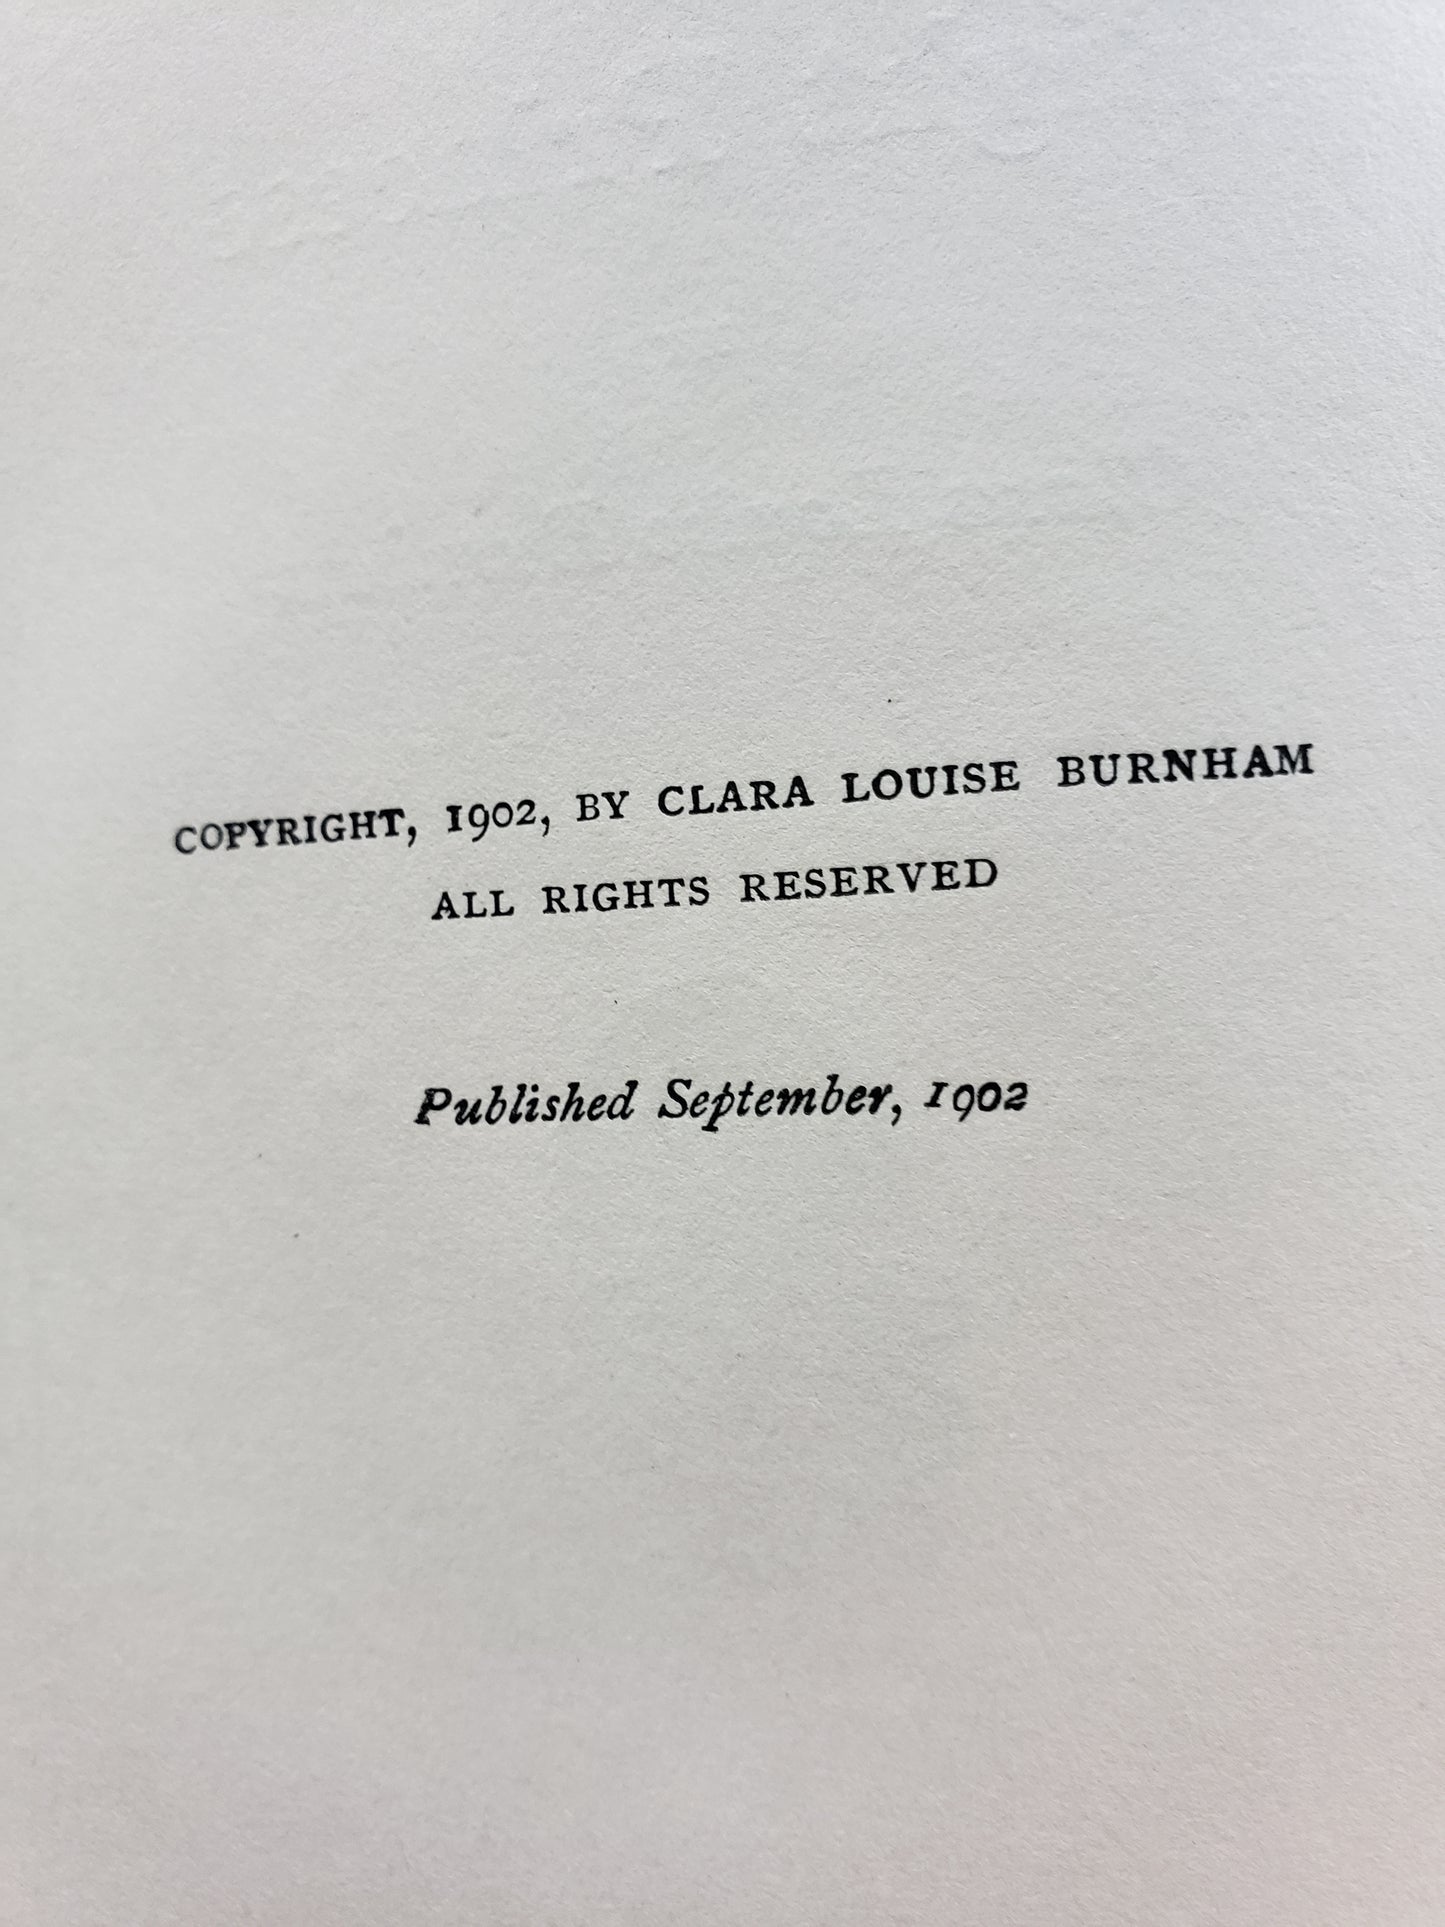 COPYRIGHT, 1902, BY CLARA LOUISE BURNHAM
ALL RIGHTS RESERVED
Published September, 1902